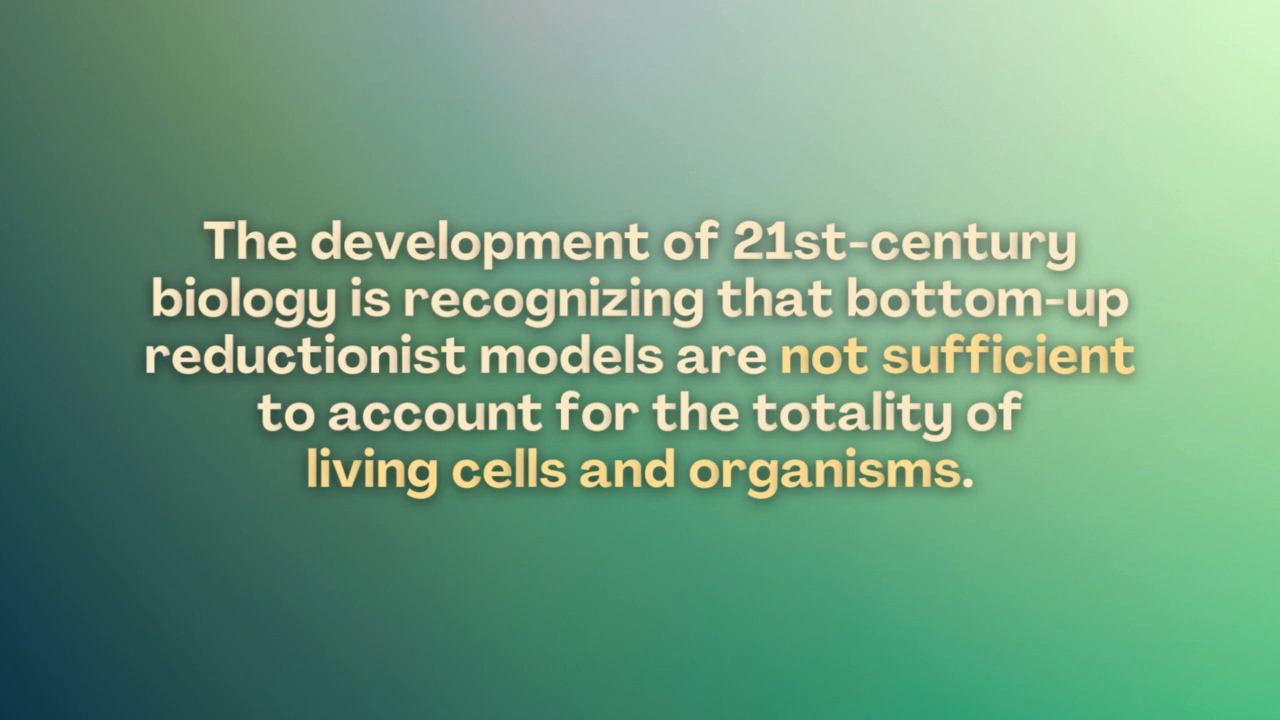 The development of 21st-century
biology is recognizing that bottom-up
reductionist models are not sufficient
to account for the totality of
living cells and organisms.